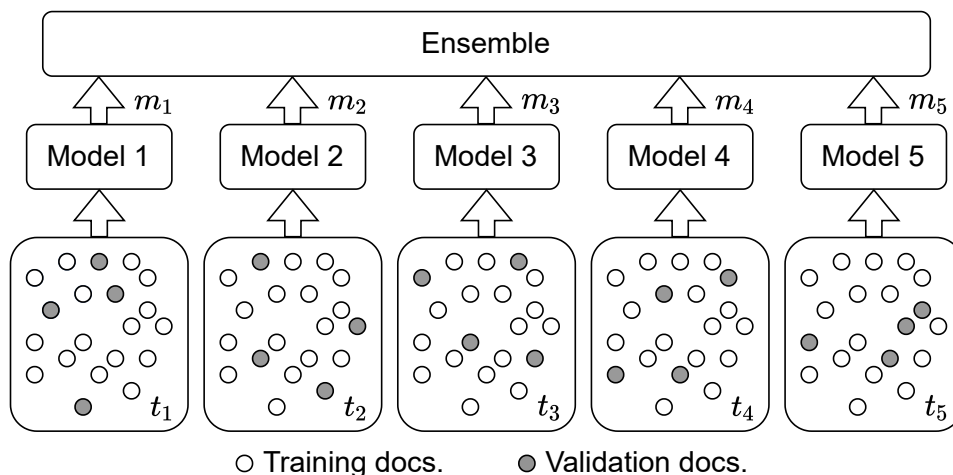 Ensemble
m₁ m₂ m₃ m₄ m₅
Model 1 Model 2 Model 3 Model 4 Model 5
t₁ t₂ t₃ t₄ t₅
Training docs. Validation docs.